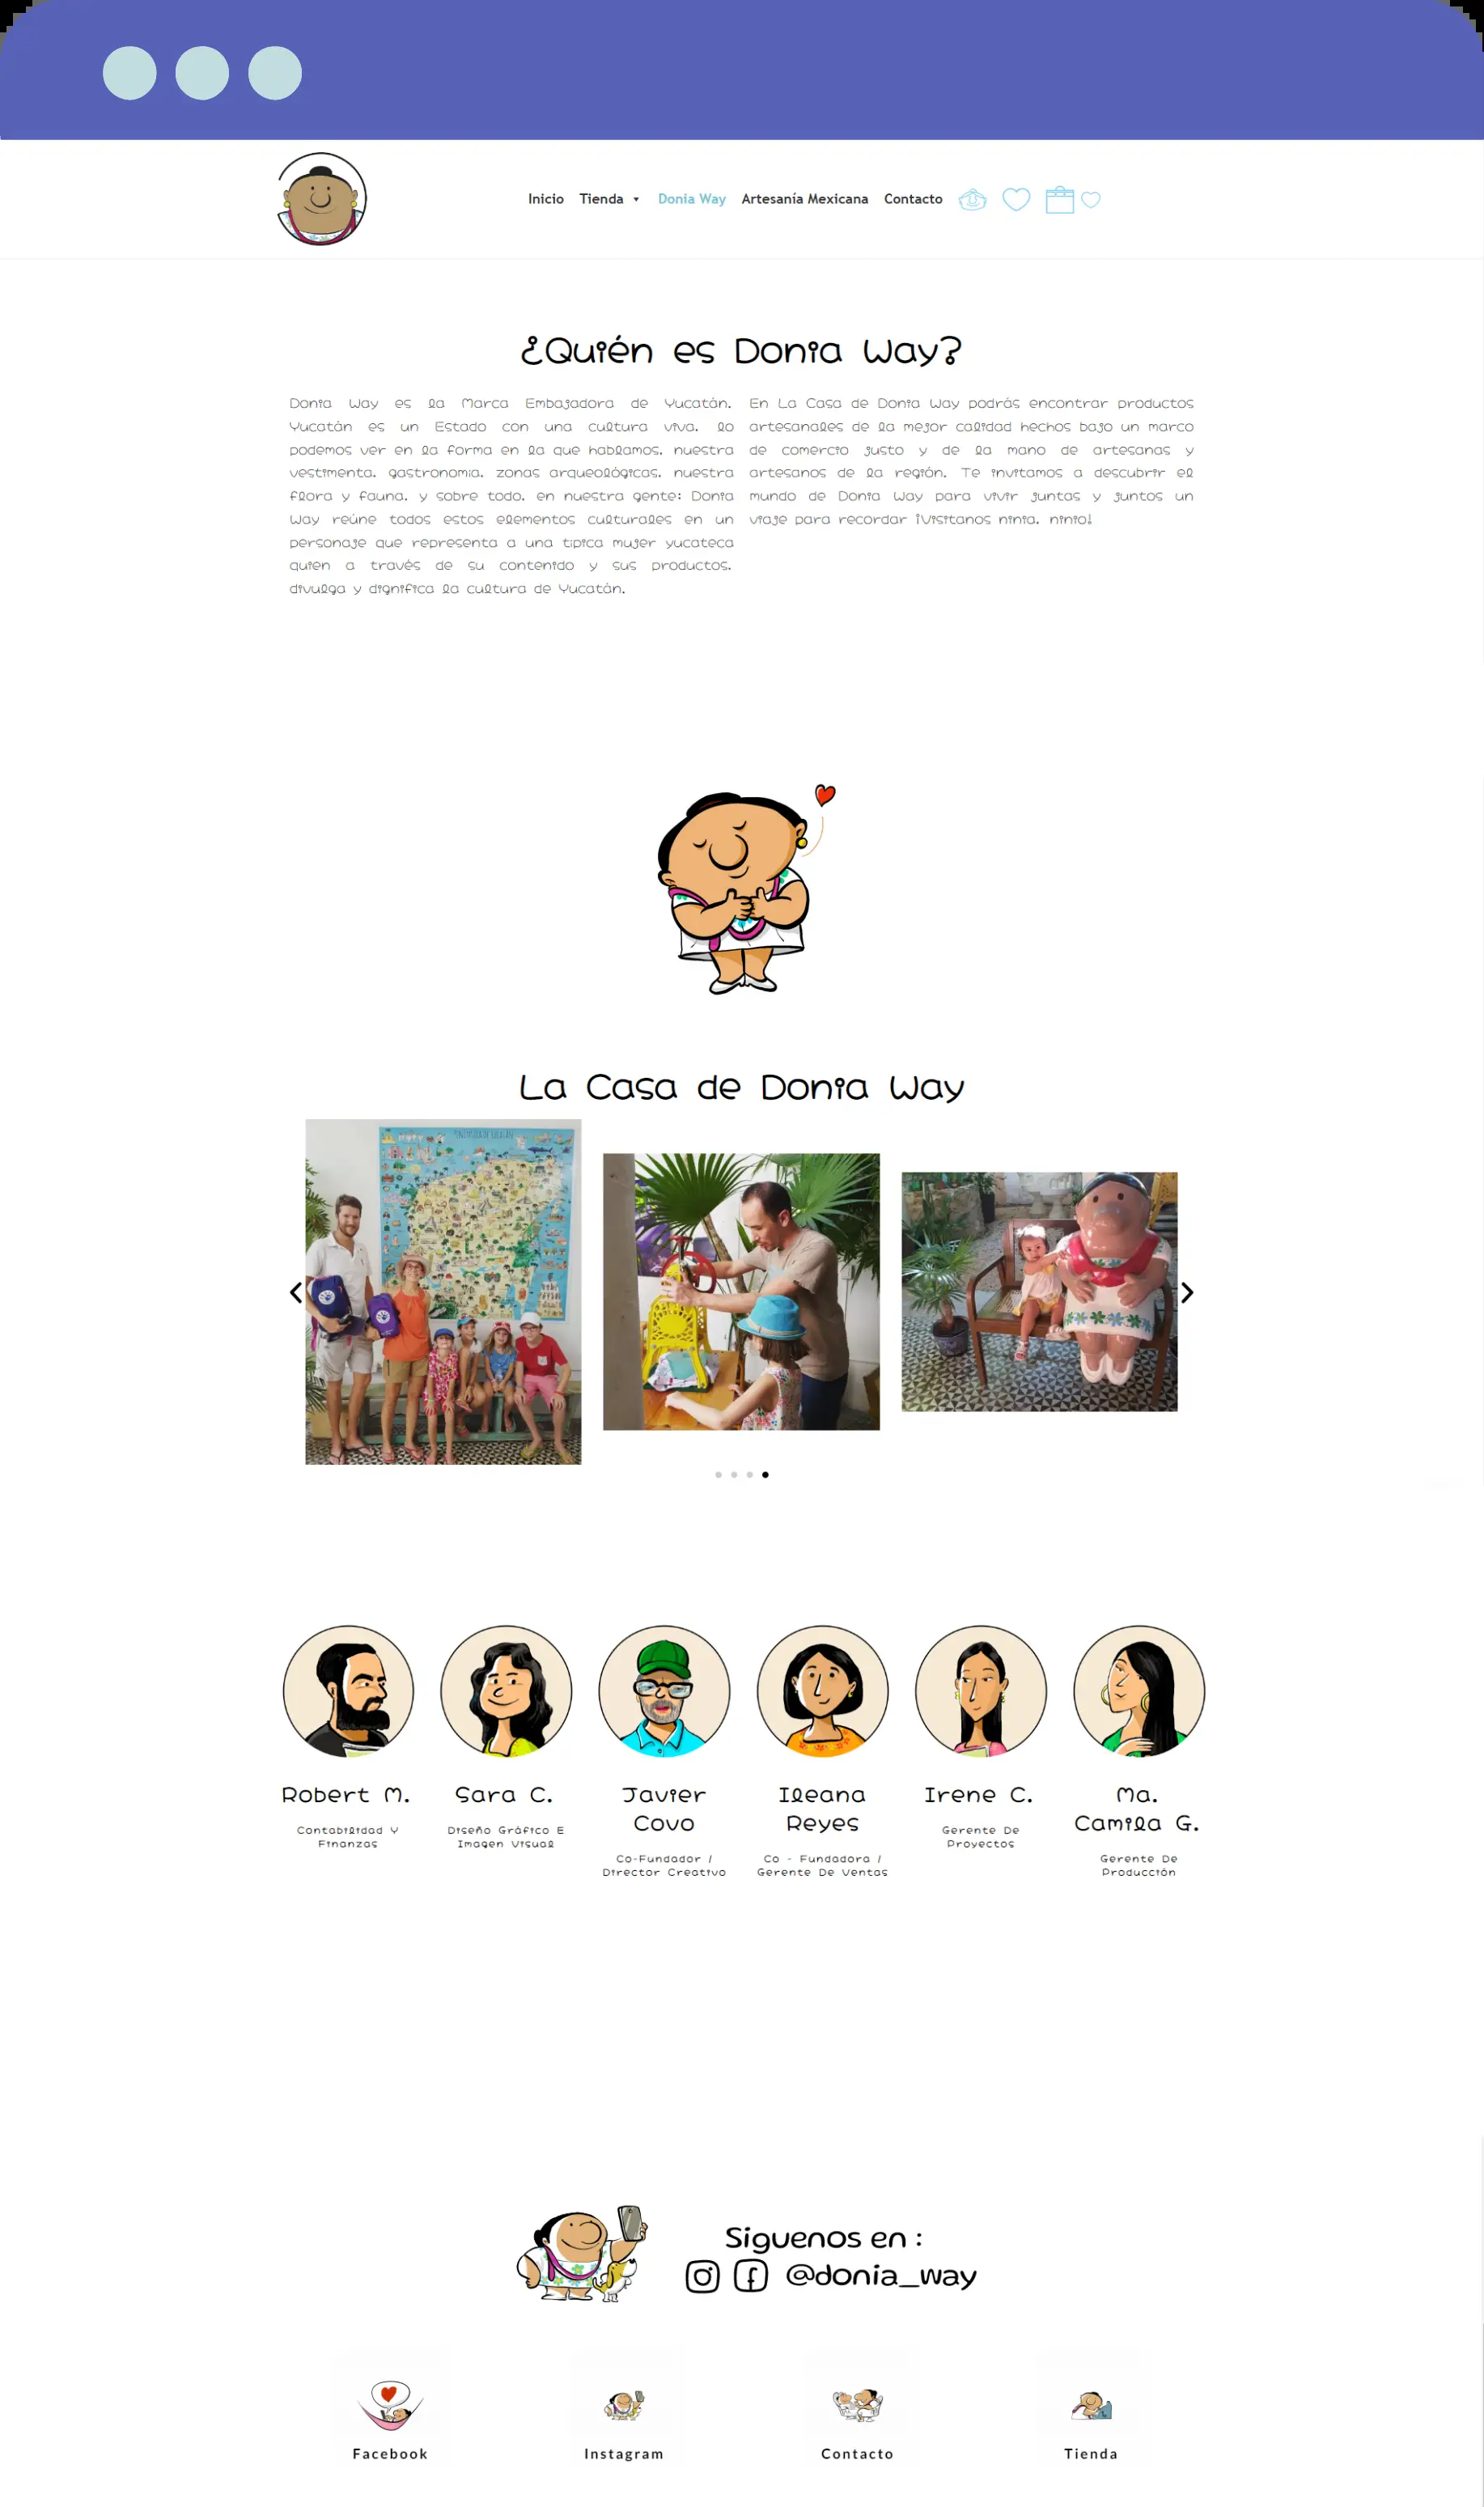 Inicio Tienda Donia Way Artesanía Mexicana Contacto
¿Quién es Donia Way?
Donia Way es la Marca Embajadora de Yucatán.
Yucatán es un Estado con una cultura viva, lo
podemos ver en la forma en la que hablamos, nuestra
vestimenta, gastronomia, zonas arqueológicas, nuestra
flora y fauna, y sobre todo, en nuestra gente; Donia
Way reúne todos estos elementos culturales en un
personaje que representa a una tipica mujer yucateca
quien a través de su contenido y sus productos,
divulga y dignifica la cultura de Yucatán.
En La Casa de Donia Way podrás encontrar productos
artesanales de la mejor calidad hechos bajo un marco
de comercio justo y de la mano de artesanas y
artesanos de la región. Te invitamos a descubrir el
mundo de Donia Way para vivir juntas y juntos un
viaje para recordar ¡Visitanos ninia, ninio!
La Casa de Donia Way
Robert M.
Contabilidad Y
Finanzas
Sara C.
Diseño Gráfico E
Imagen Visual
Javier
Covo
Co-Fundador /
Director Creativo
Ileana
Reyes
Co - Fundadora /
Gerente De Ventas
Irene C.
Gerente De
Proyectos
Ma.
Camila G.
Gerente De
Producción
Siguenos en :
@donia_way
Facebook
Instagram
Contacto
Tienda